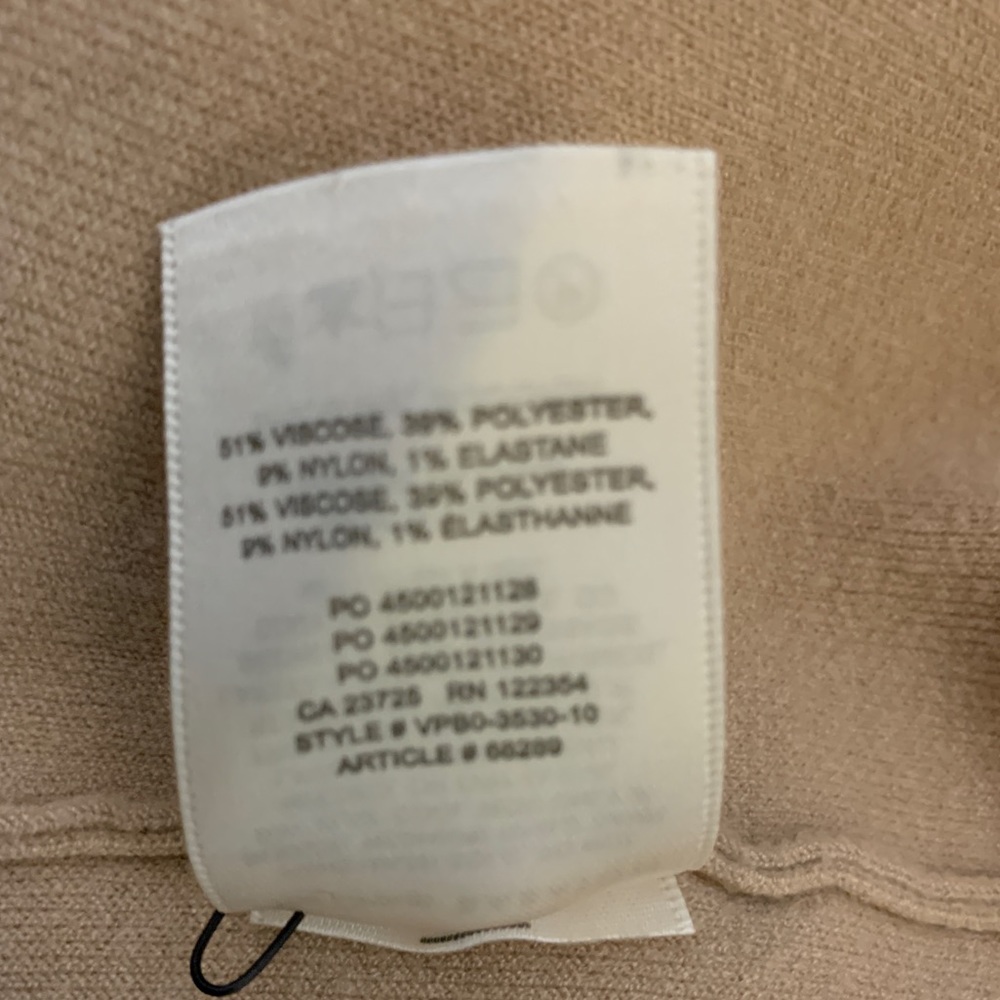 51% VISCOSE, 39% POLYESTER,
9% NYLON, 1% ELASTANE
51% VISCOSE, 39% POLYESTER,
9% NYLON, 1% ÉLASTHANNE
PO 4500121128
PO 4500121129
PO 4500121130
CA 23725 RN 122354
STYLE # VPB0-3530-10
ARTICLE # 66289